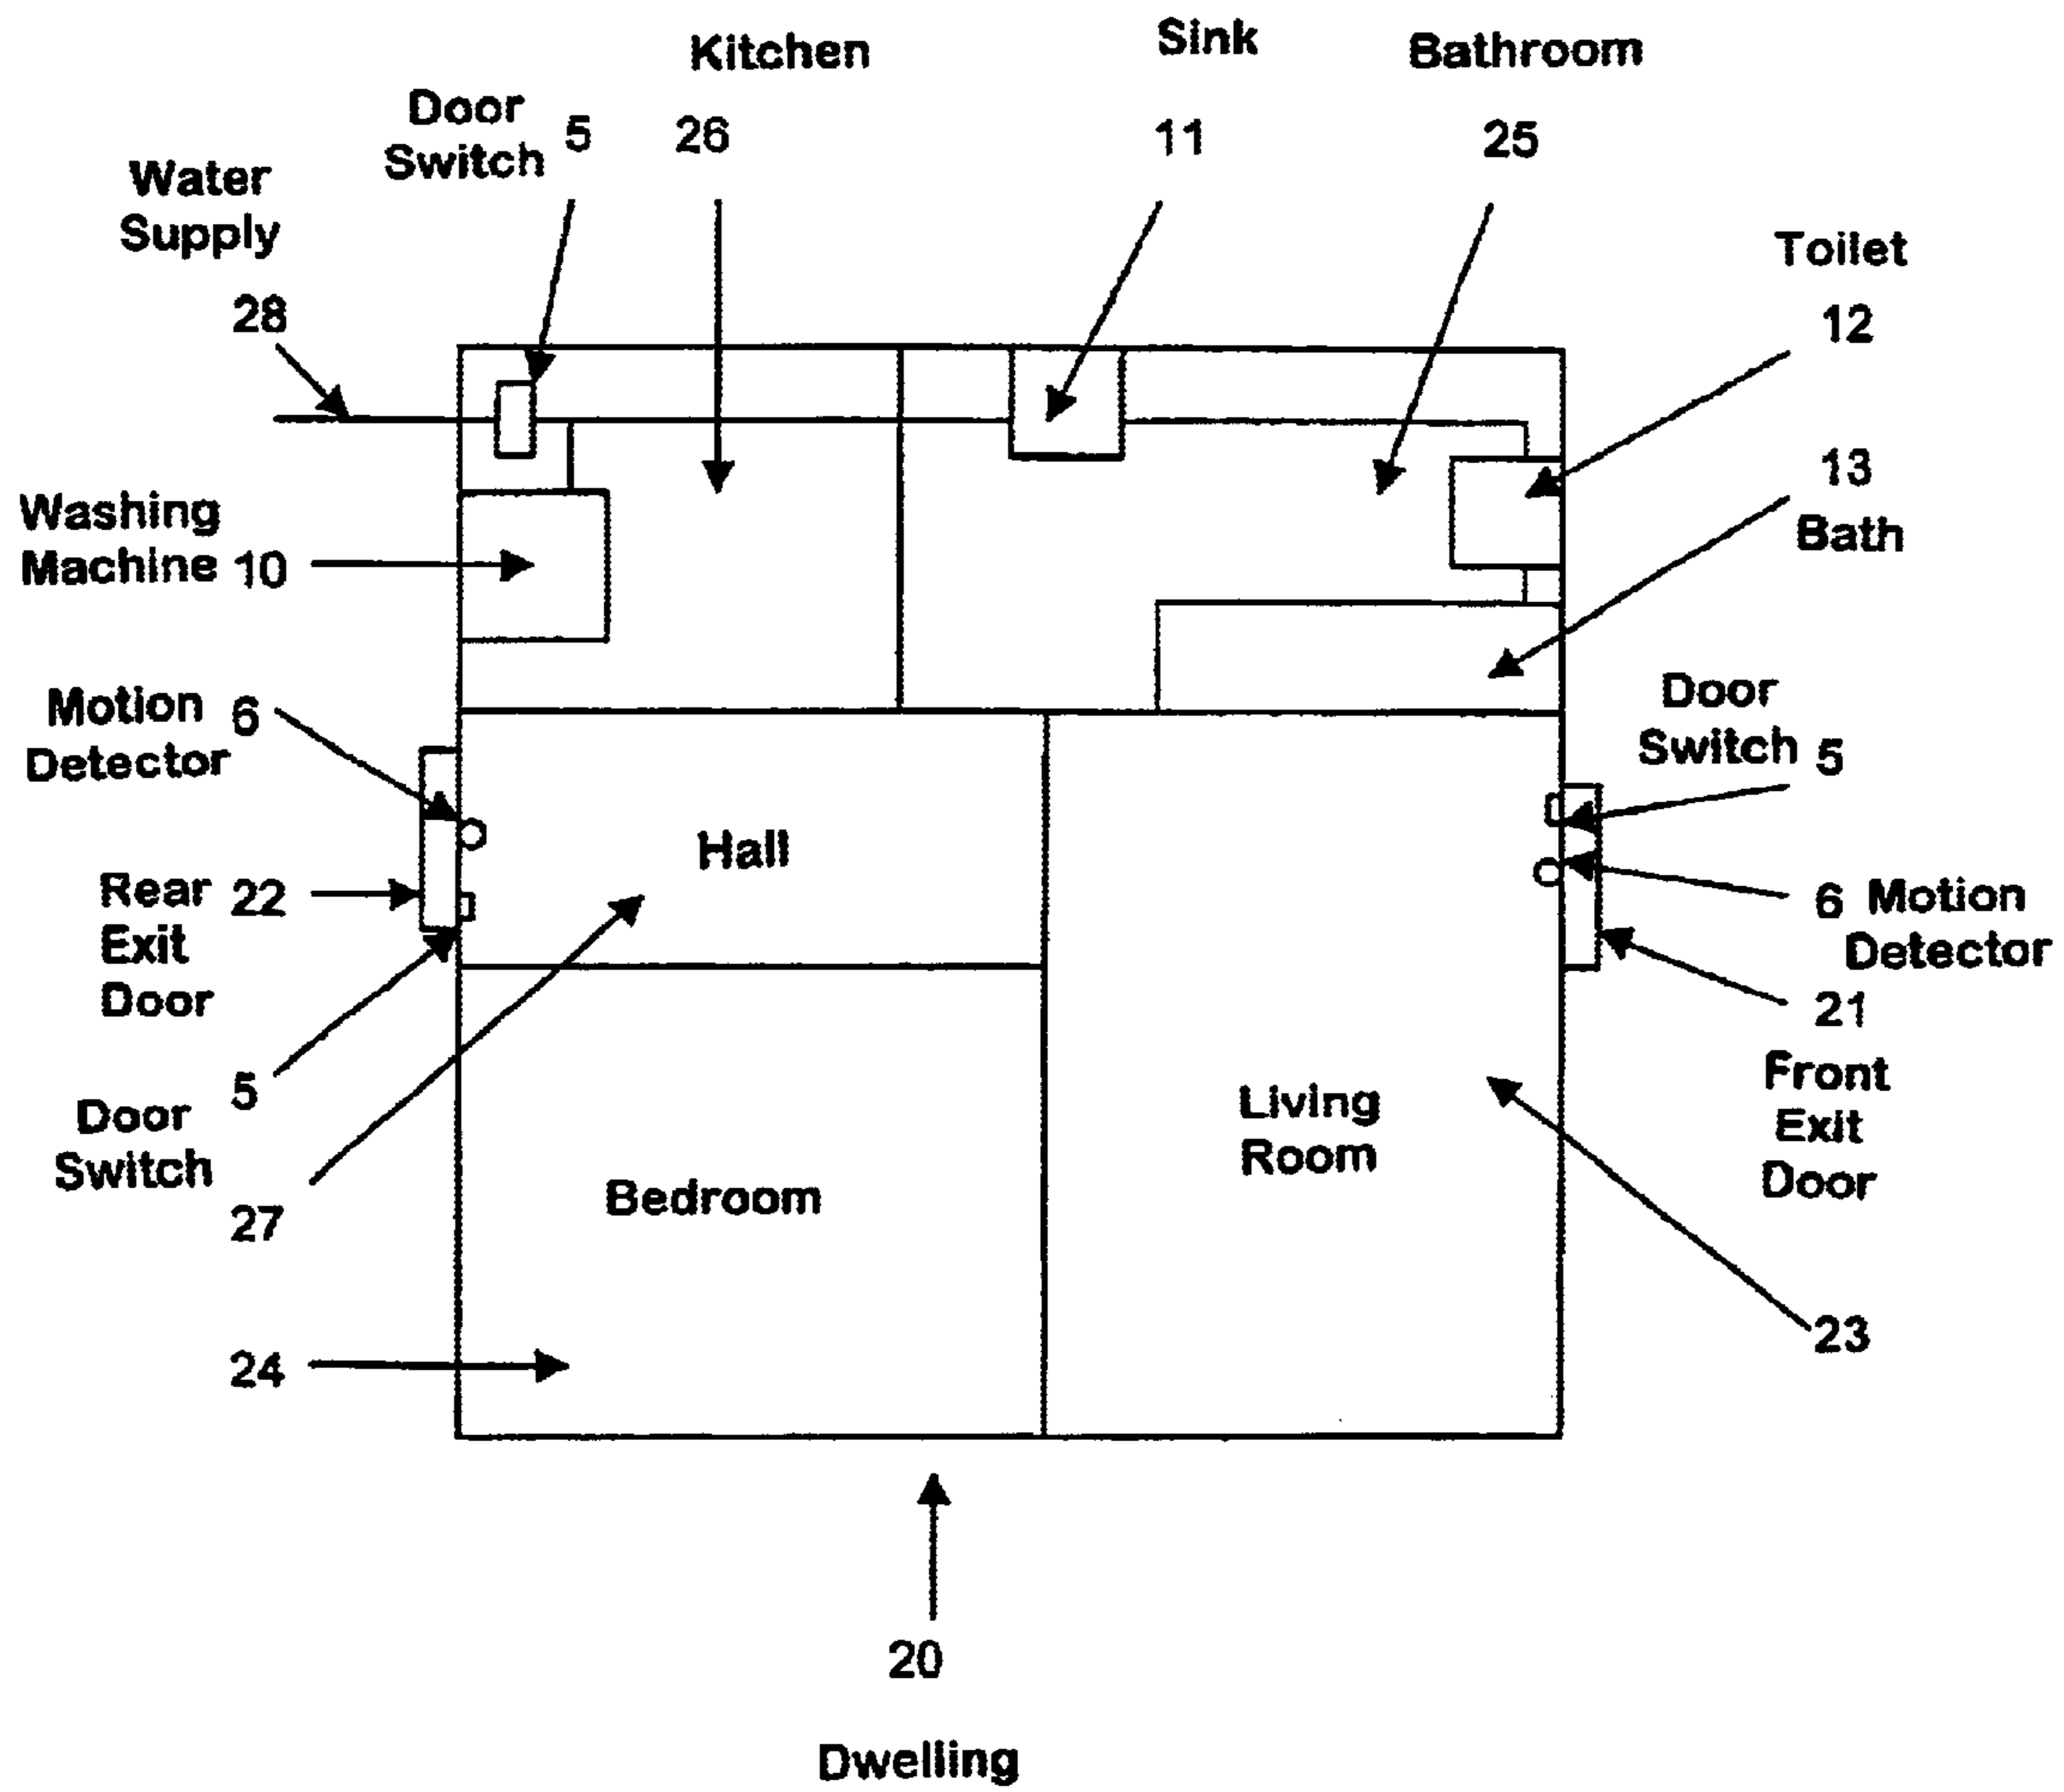 Kitchen
Sink
Bathroom
Door
Switch 5
26
11
25
Water
Supply
28
Toilet
12
13
Bath
Washing
Machine 10
Motion 6
Detector
Door
Switch 5
Hall
Rear 22
Exit
Door
6 Motion
Detector
21
Front
Exit
Door
5
Door
Switch
27
Living
Room
Bedroom
24
23
20
Dwelling